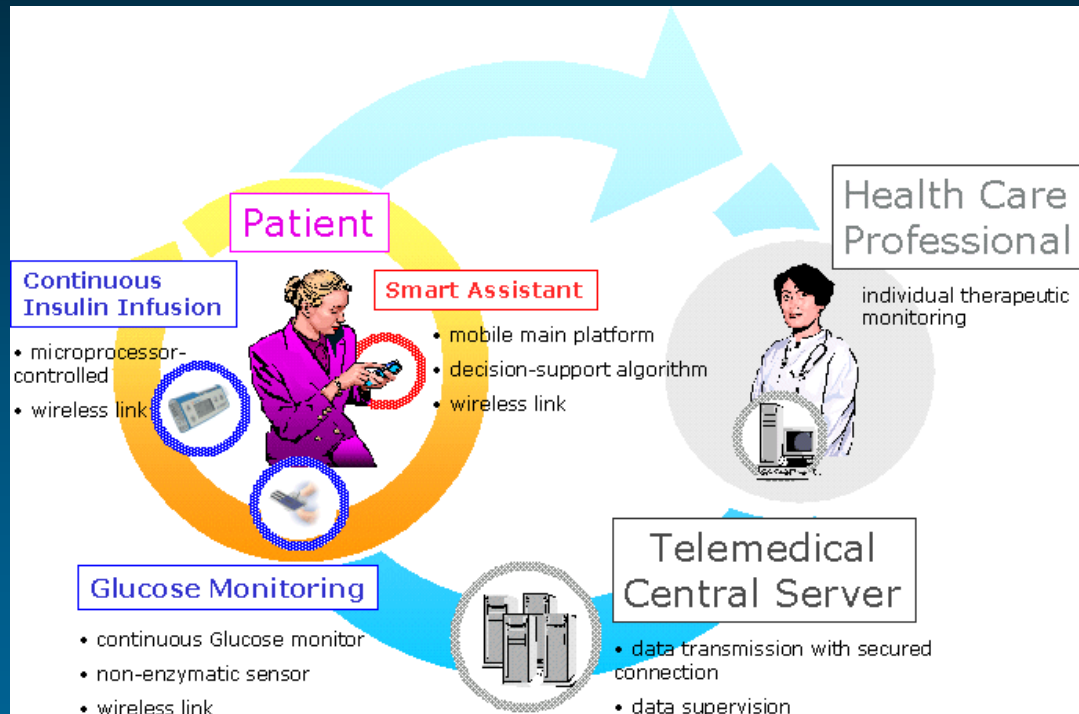 Patient
Health Care
Professional
individual therapeutic
monitoring
Continuous
Insulin Infusion
• microprocessor-
controlled
• wireless link
Smart Assistant
• mobile main platform
• decision-support algorithm
• wireless link
Glucose Monitoring
• continuous Glucose monitor
• non-enzymatic sensor
• wireless link
Telemedical
Central Server
• data transmission with secured
connection
• data supervision